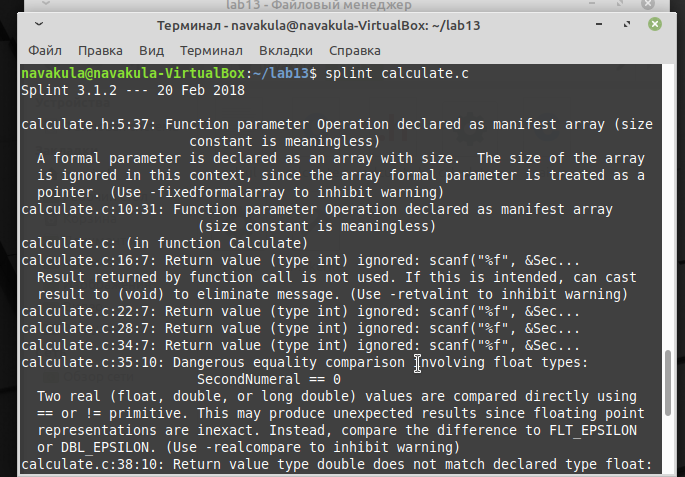 lab13 - Файловый менеджер
Терминал - navakula@navakula-VirtualBox: ~/lab13
Файл Правка Вид Терминал Вкладки Справка
navakula@navakula-VirtualBox:~/lab13$ splint calculate.c
Splint 3.1.2 --- 20 Feb 2018
calculate.h:5:37: Function parameter Operation declared as manifest array (size
constant is meaningless)
A formal parameter is declared as an array with size.  The size of the array
is ignored in this context, since the array formal parameter is treated as a
pointer. (Use -fixedformalarray to inhibit warning)
calculate.c:10:31: Function parameter Operation declared as manifest array
(size constant is meaningless)
calculate.c: (in function Calculate)
calculate.c:16:7: Return value (type int) ignored: scanf("%f", &Sec...
Result returned by function call is not used. If this is intended, can cast
result to (void) to eliminate message. (Use -retvalint to inhibit warning)
calculate.c:22:7: Return value (type int) ignored: scanf("%f", &Sec...
calculate.c:28:7: Return value (type int) ignored: scanf("%f", &Sec...
calculate.c:34:7: Return value (type int) ignored: scanf("%f", &Sec...
calculate.c:35:10: Dangerous equality comparison involving float types:
SecondNumeral == 0
Two real (float, double, or long double) values are compared directly using
== or != primitive. This may produce unexpected results since floating point
representations are inexact. Instead, compare the difference to FLT_EPSILON
or DBL_EPSILON. (Use -realcompare to inhibit warning)
calculate.c:38:10: Return value type double does not match declared type float: